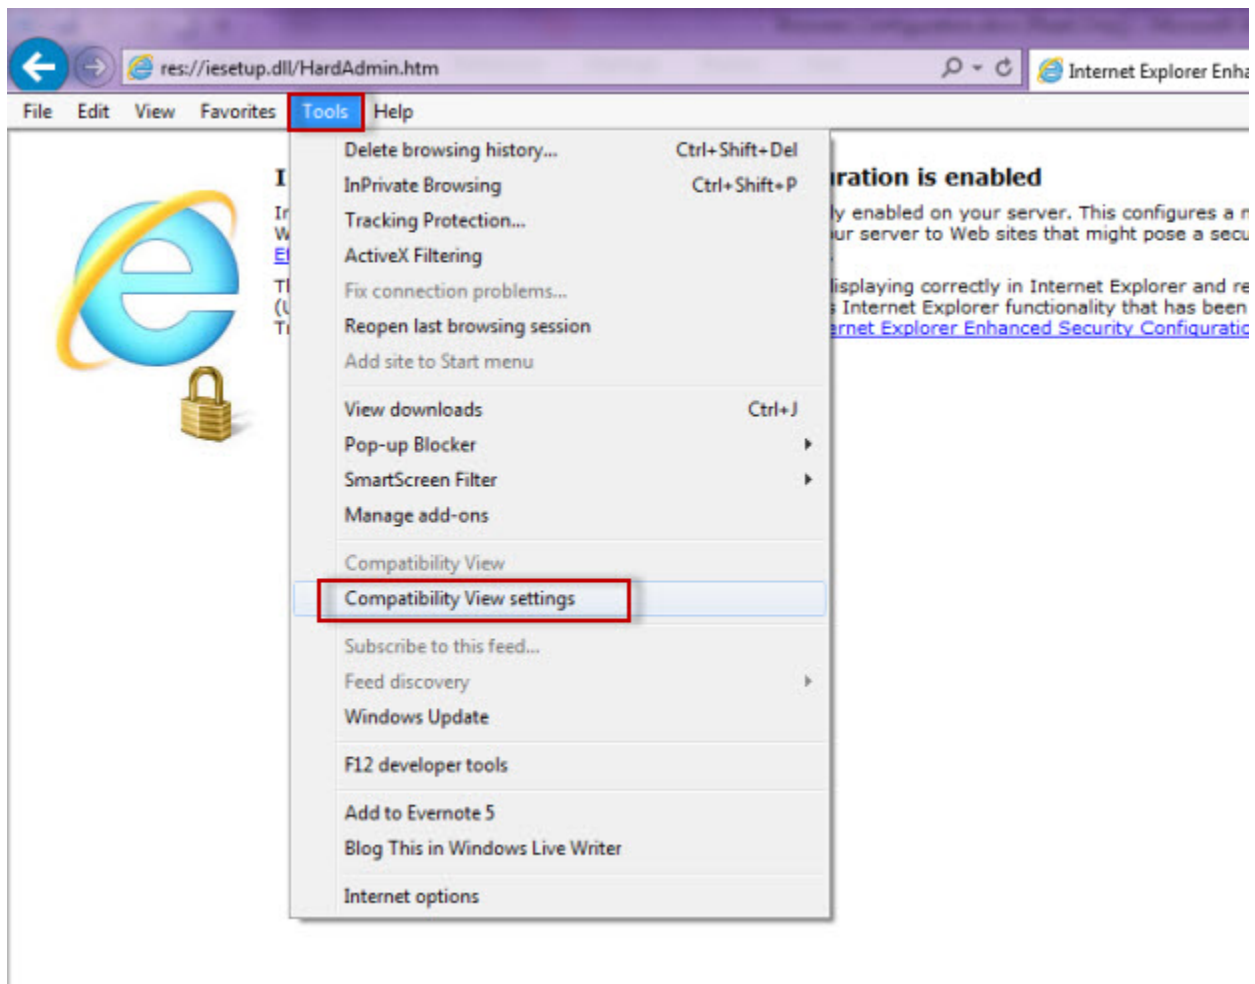 res://iesetup.dll/HardAdmin.htm
Internet Explorer Enha
File Edit View Favorites Tools Help
Delete browsing history... Ctrl+Shift+Del
InPrivate Browsing Ctrl+Shift+P
Tracking Protection...
ActiveX Filtering
Fix connection problems...
Reopen last browsing session
Add site to Start menu
View downloads Ctrl+J
Pop-up Blocker
SmartScreen Filter
Manage add-ons
Compatibility View
Compatibility View settings
Subscribe to this feed...
Feed discovery
Windows Update
F12 developer tools
Add to Evernote 5
Blog This in Windows Live Writer
Internet options
I
ration is enabled
ly enabled on your server. This configures a
ur server to Web sites that might pose a secu
isplaying correctly in Internet Explorer and re
s Internet Explorer functionality that has been
ernet Explorer Enhanced Security Configuratio